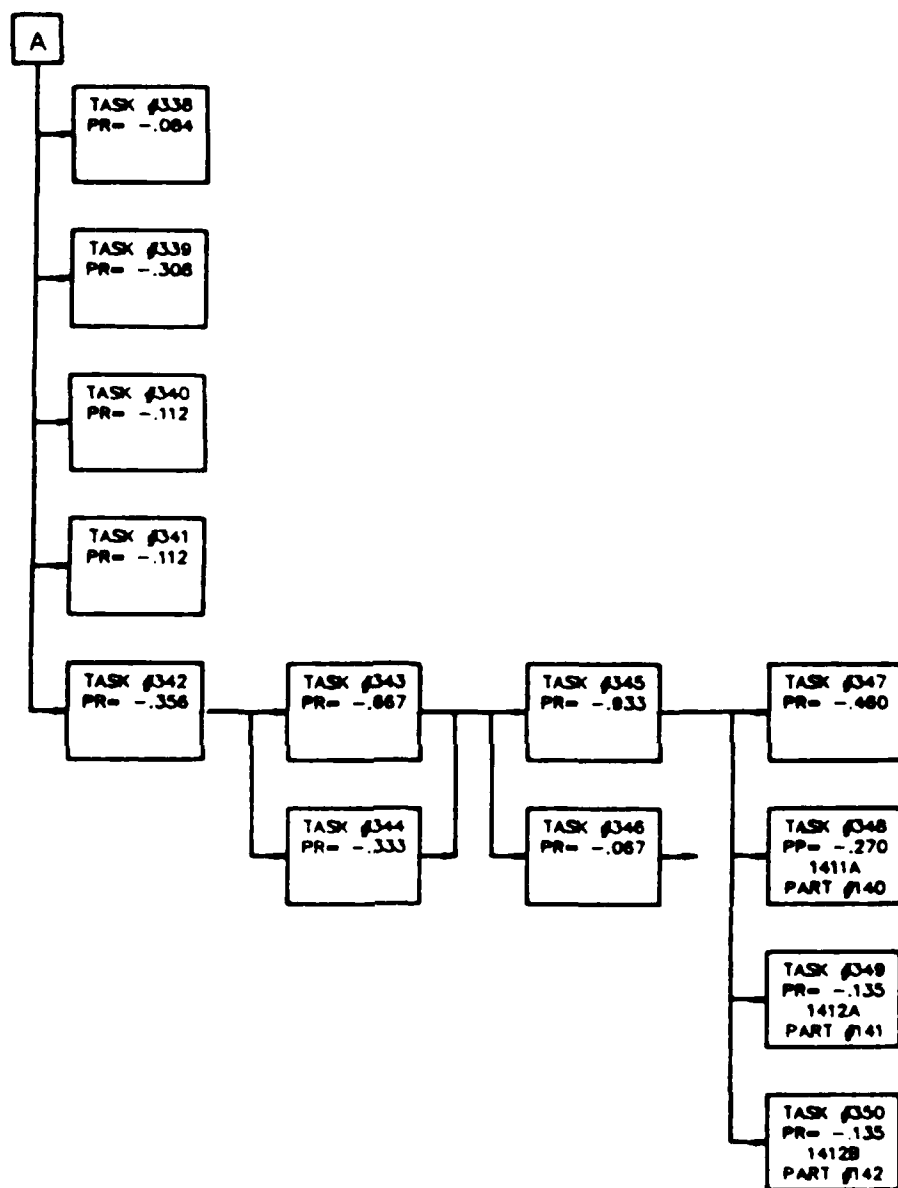 A
TASK #338
PR= -.084
TASK #339
PR= -.308
TASK #340
PR= -.112
TASK #341
PR= -.112
TASK #342
PR= -.356
TASK #343
PR= -.667
TASK #344
PR= -.333
TASK #345
PR= -.933
TASK #346
PR= -.067
TASK #347
PR= -.460
TASK #348
PP= -.270
1411A
PART #140
TASK #349
PR= -.135
1412A
PART #141
TASK #350
PR= -.135
1412B
PART #142